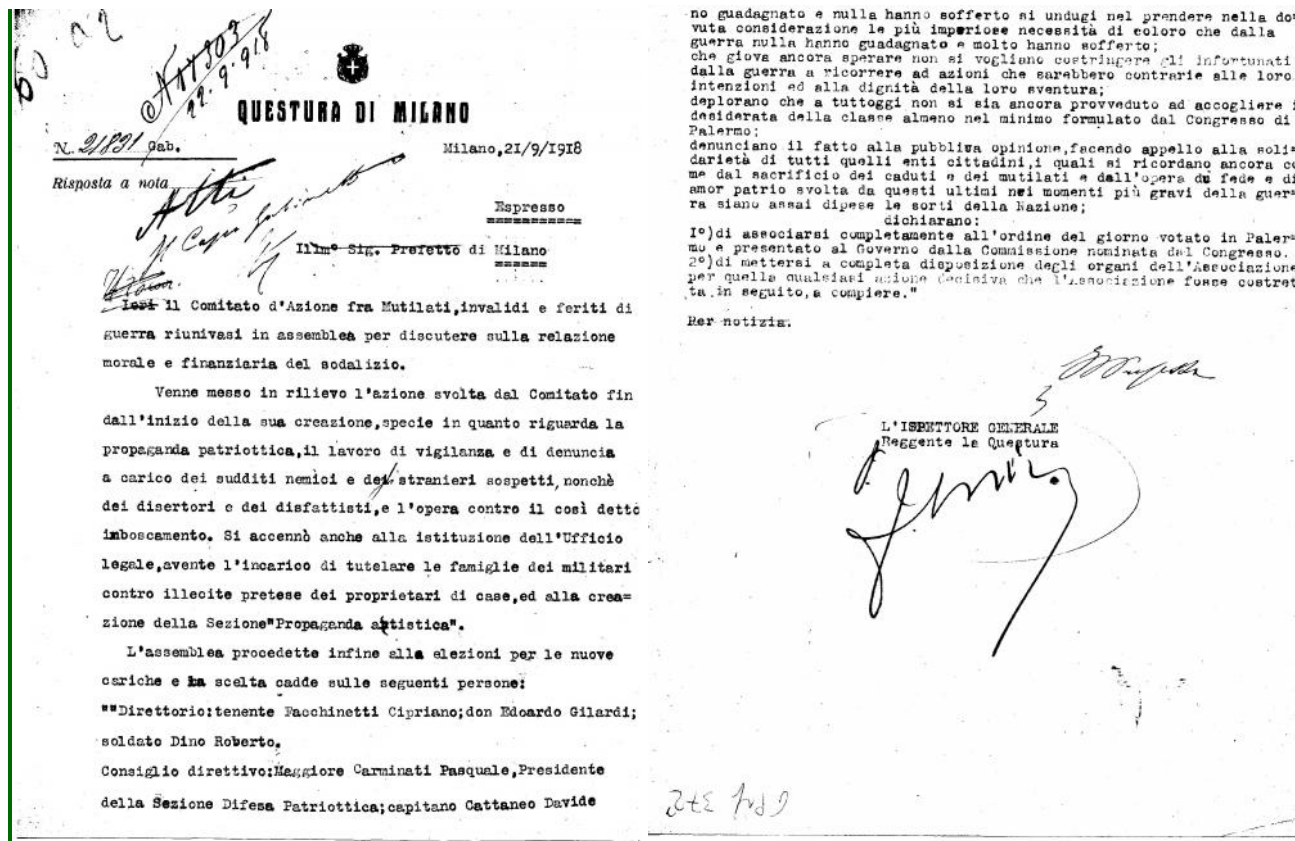 N 17803
22.9.918
QUESTURA DI MILANO
N. 21831 Gab.
Milano,21/9/1918
Risposta a nota
Atti
Il Capo Gabinetto
Espresso
Ill'mo Sig. Prefetto di Milano
Ieri il Comitato d'Azione fra Mutilati,invalidi e feriti di
guerra riunivasi in assemblea per discutere sulla relazione
morale e finanziaria del sodalizio.
Venne messo in rilievo l'azione svolta dal Comitato fin
dall'inizio della sua creazione,specie in quanto riguarda la
propaganda patriottica,il lavoro di vigilanza e di denuncia
a carico dei sudditi nemici e dei stranieri sospetti,nonchè
dei disertori e dei disfattisti,e l'opera contro il così detto
imboscamento. Si accennò anche alla istituzione dell'Ufficio
legale,avente l'incarico di tutelare le famiglie dei militari
contro illecite pretese dei proprietari di case,ed alla crea=
zione della Sezione"Propaganda artistica".
L'assemblea procedette infine alla elezioni per le nuove
cariche e la scelta cadde sulle seguenti persone:
""Direttorio:tenente Facchinetti Cipriano;don Edoardo Gilardi;
soldato Dino Roberto.
Consiglio direttivo:Maggiore Carminati Pasquale,Presidente
della Sezione Difesa Patriottica;capitano Cattaneo Davide
no guadagnato e nulla hanno sofferto si undugi nel prendere nella do=
vuta considerazione le più imperiose necessità di coloro che dalla
guerra nulla hanno guadagnato e molto hanno sofferto;
che giova ancora sperare non si vogliano costringere gli infortunati
dalla guerra a ricorrere ad azioni che sarebbero contrarie alle loro
intenzioni ed alla dignità della loro sventura;
deplorano che a tuttoggi non si sia ancora provveduto ad accogliere i
desiderata della classe almeno nel minimo formulato dal Congresso di
Palermo;
denunciano il fatto alla pubbliva opinione,facendo appello alla soli=
darietà di tutti quelli enti cittadini,i quali si ricordano ancora co
me dal sacrificio dei caduti e dei mutilati e dall'opera di fede e di
amor patrio svolta da questi ultimi nei momenti più gravi della guer=
ra siano assai dipese le sorti della Nazione;
dichiarano:
I°)di associarsi completamente all'ordine del giorno votato in Paler=
mo e presentato al Governo dalla Commissione nominata dal Congresso.
2°)di mettersi a completa disposizione degli organi dell'Associazione
per quella qualsiasi azione decisiva che l'Associazione fosse costret
ta,in seguito,a compiere."
Per notizia.
L'ISPETTORE GENERALE
Reggente la Questura